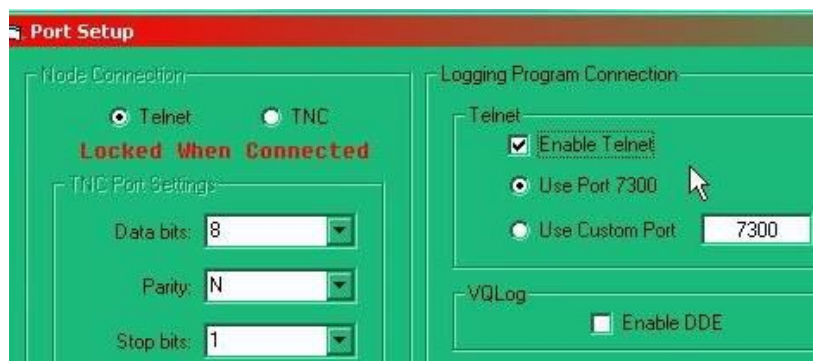 Port Setup
Node Connection
Telnet TNC
Locked When Connected
TNC Port Settings
Data bits: 8
Parity: N
Stop bits: 1
Logging Program Connection
Telnet
Enable Telnet
Use Port 7300
Use Custom Port 7300
VQLog
Enable DDE